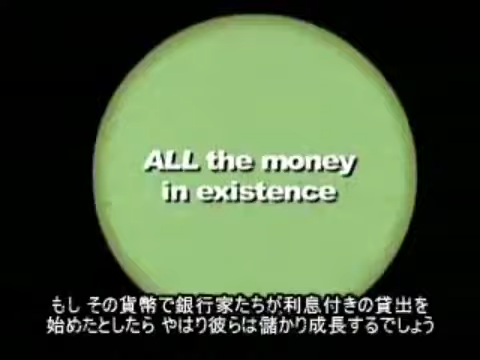 ALL the money
in existence
もし その貨幣で銀行家たちが利息付きの貸出を
始めたとしたら やはり彼らは儲かり成長するでしょう